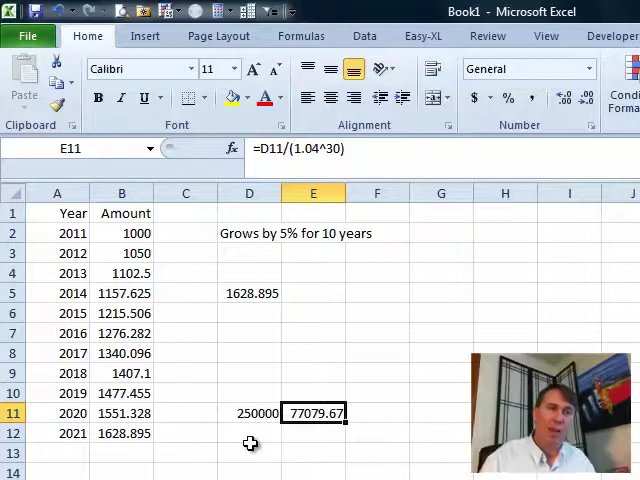 Book1 - Microsoft Excel
File Home Insert Page Layout Formulas Data Easy-XL Review View Developer
Paste Calibri 11 General
B I U $ % ,
Clipboard Font Alignment Number
E11 fx =D11/(1.04^30)
A B C D E F G H I J
1 Year Amount
2 2011 1000 Grows by 5% for 10 years
3 2012 1050
4 2013 1102.5
5 2014 1157.625 1628.895
6 2015 1215.506
7 2016 1276.282
8 2017 1340.096
9 2018 1407.1
10 2019 1477.455
11 2020 1551.328 250000 77079.67
12 2021 1628.895
13
14